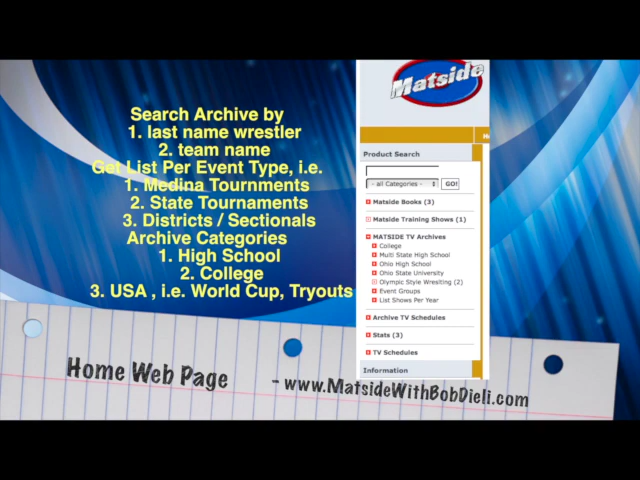 Search Archive by
1. last name wrestler
2. team name
Get List Per Event Type, i.e.
1. Medina Tournments
2. State Tournaments
3. Districts / Sectionals
Archive Categories
1. High School
2. College
3. USA , i.e. World Cup, Tryouts
Matside
H
Product Search
- all Categories -
GO!
Matside Books (3)
Matside Training Shows (1)
MATSIDE TV Archives
College
Multi State High School
Ohio High School
Ohio State University
Olympic Style Wreslting (2)
Event Groups
List Shows Per Year
Archive TV Schedules
Stats (3)
TV Schedules
Information
Home Web Page - www.MatsideWithBobDieli.com